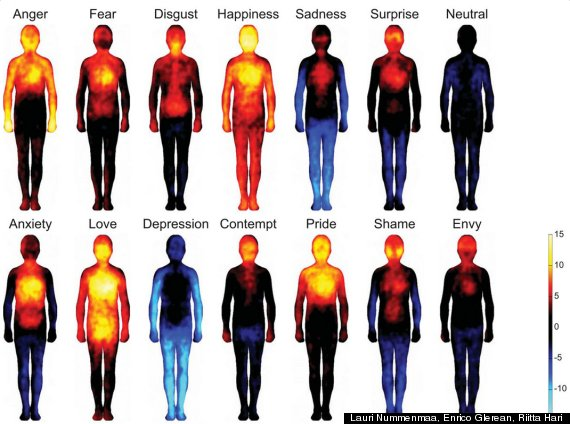 Anger Fear Disgust Happiness Sadness Surprise Neutral
Anxiety Love Depression Contempt Pride Shame Envy
15
10
5
0
-5
-10
Lauri Nummenmaa, Enrico Glerean, Riitta Hari